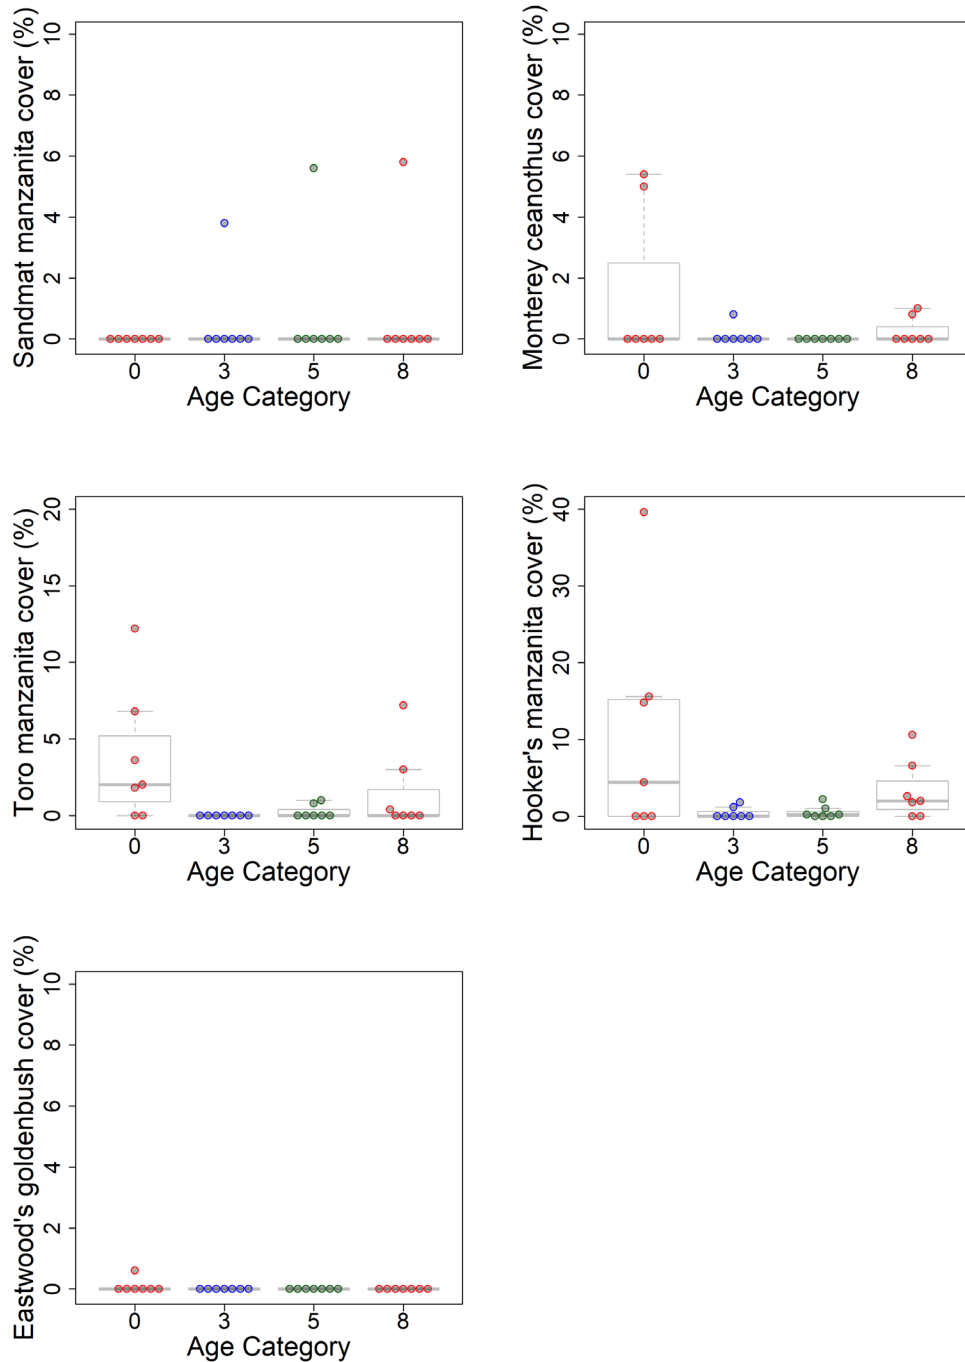 Sandmat manzanita cover (%)
0 2 4 6 8 10
0 3 5 8
Age Category
Monterey ceanothus cover (%)
0 2 4 6 8 10
0 3 5 8
Age Category
Toro manzanita cover (%)
0 5 10 15 20
0 3 5 8
Age Category
Hooker's manzanita cover (%)
0 10 20 30 40
0 3 5 8
Age Category
Eastwood's goldenbush cover (%)
0 2 4 6 8 10
0 3 5 8
Age Category